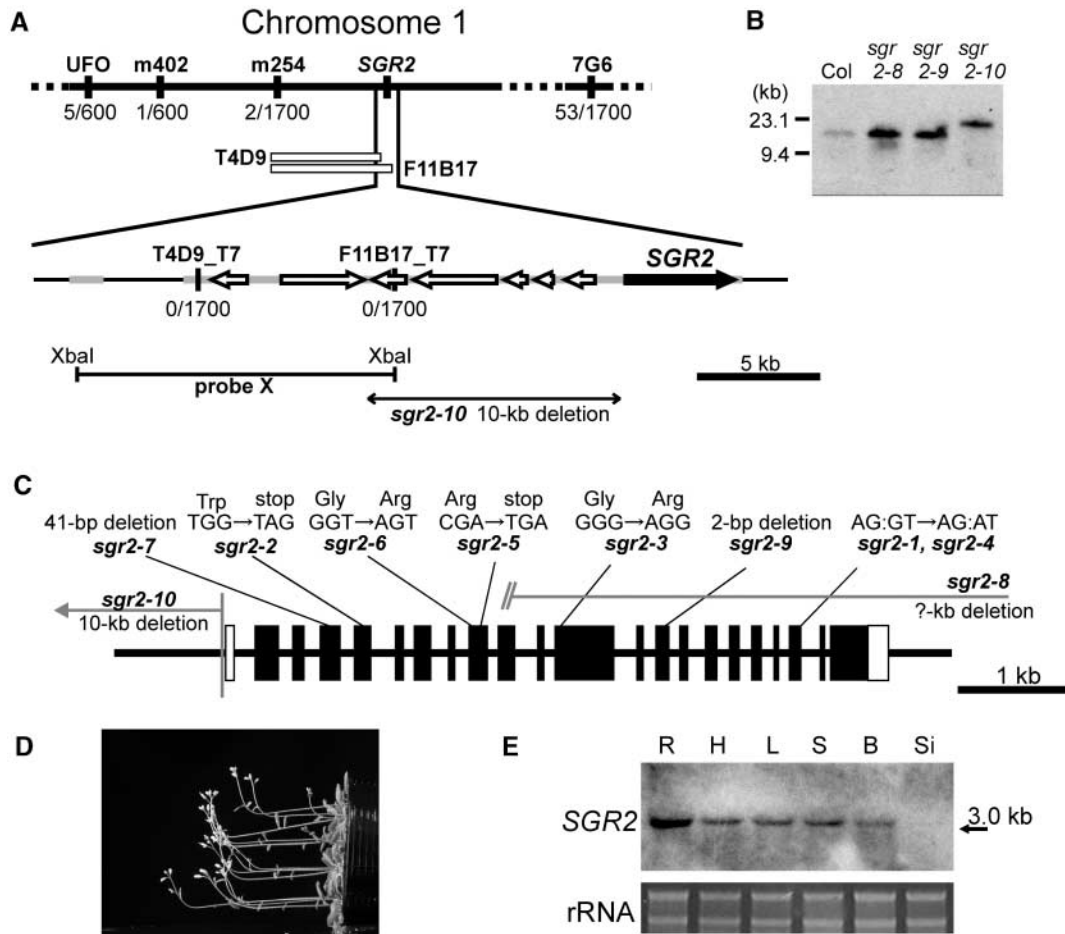 A
Chromosome 1
UFO m402 m254 SGR2 7G6
5/600 1/600 2/1700 53/1700
T4D9
F11B17
T4D9_T7 F11B17_T7 SGR2
0/1700 0/1700
XbaI XbaI
probe X
5 kb
sgr2-10 10-kb deletion
B
sgr sgr sgr
Col 2-8 2-9 2-10
(kb)
23.1
9.4
C
Trp stop Gly Arg Arg stop Gly Arg
41-bp deletion TGG→TAG GGT→AGT CGA→TGA GGG→AGG 2-bp deletion AG:GT→AG:AT
sgr2-7 sgr2-2 sgr2-6 sgr2-5 sgr2-3 sgr2-9 sgr2-1, sgr2-4
sgr2-10 sgr2-8
10-kb deletion ?-kb deletion
1 kb
D
E
R H L S B Si
SGR2 3.0 kb
rRNA